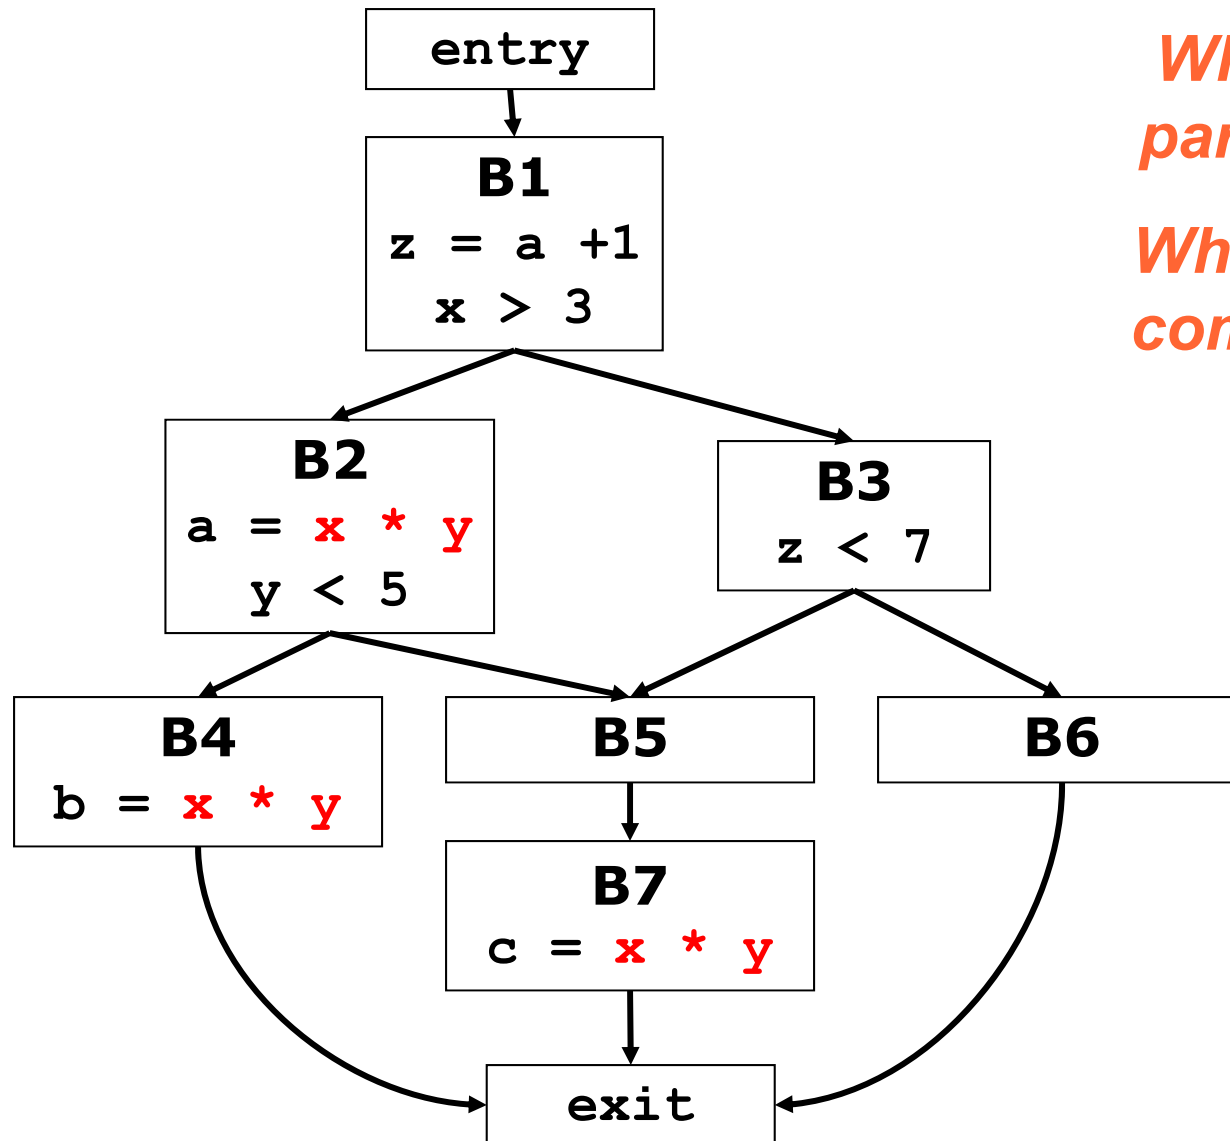 entry
B1
z = a +1
x > 3
B2
a = x * y
y < 5
B3
z < 7
B4
b = x * y
B5
B6
B7
c = x * y
exit